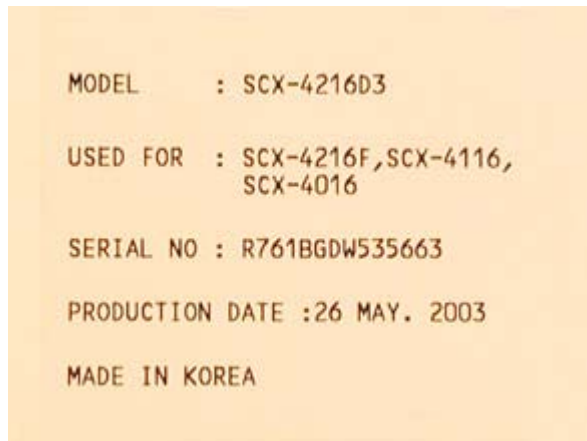 MODEL : SCX-4216D3
USED FOR : SCX-4216F,SCX-4116,
SCX-4016
SERIAL NO : R761BGDW535663
PRODUCTION DATE :26 MAY. 2003
MADE IN KOREA